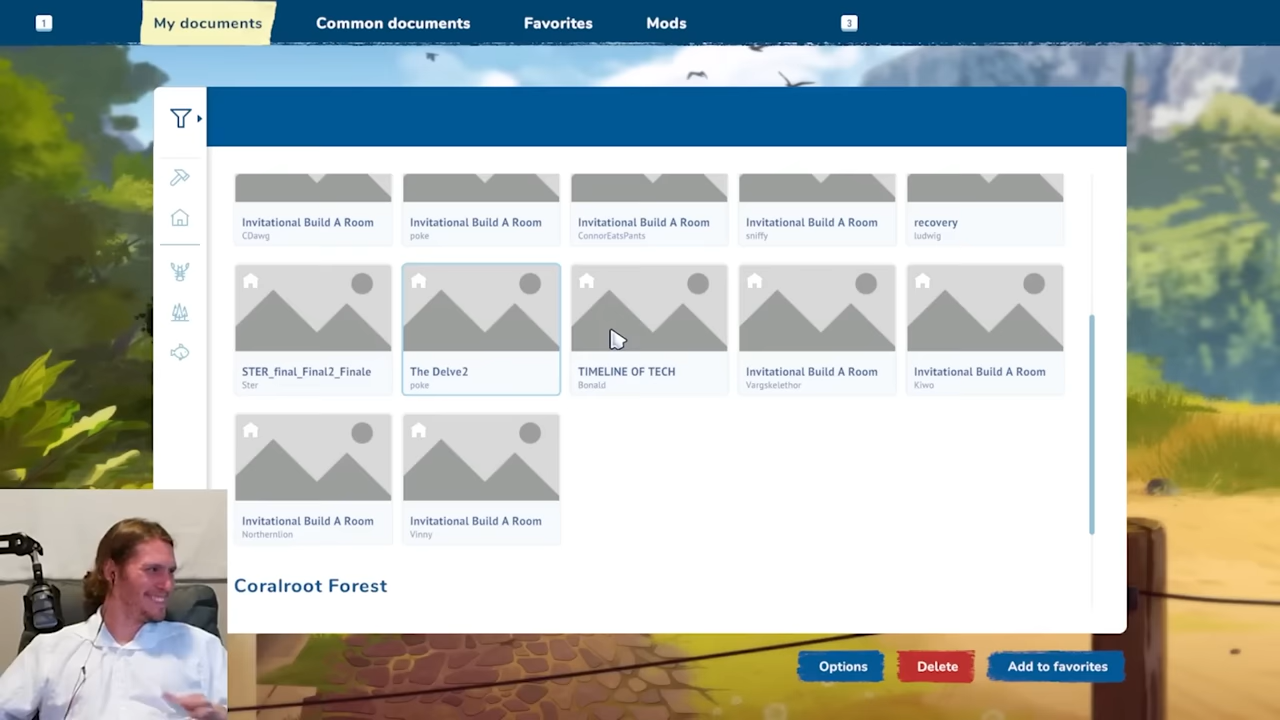 1
My documents
Common documents
Favorites
Mods
3
Invitational Build A Room
CDawg
Invitational Build A Room
poke
Invitational Build A Room
ConnorEatsPants
Invitational Build A Room
sniffy
recovery
ludwig
STER_final_Final2_Finale
Ster
The Delve2
poke
TIMELINE OF TECH
Bonald
Invitational Build A Room
Vargskelethor
Invitational Build A Room
Kiwo
Invitational Build A Room
Northernlion
Invitational Build A Room
Vinny
Coralroot Forest
Options
Delete
Add to favorites